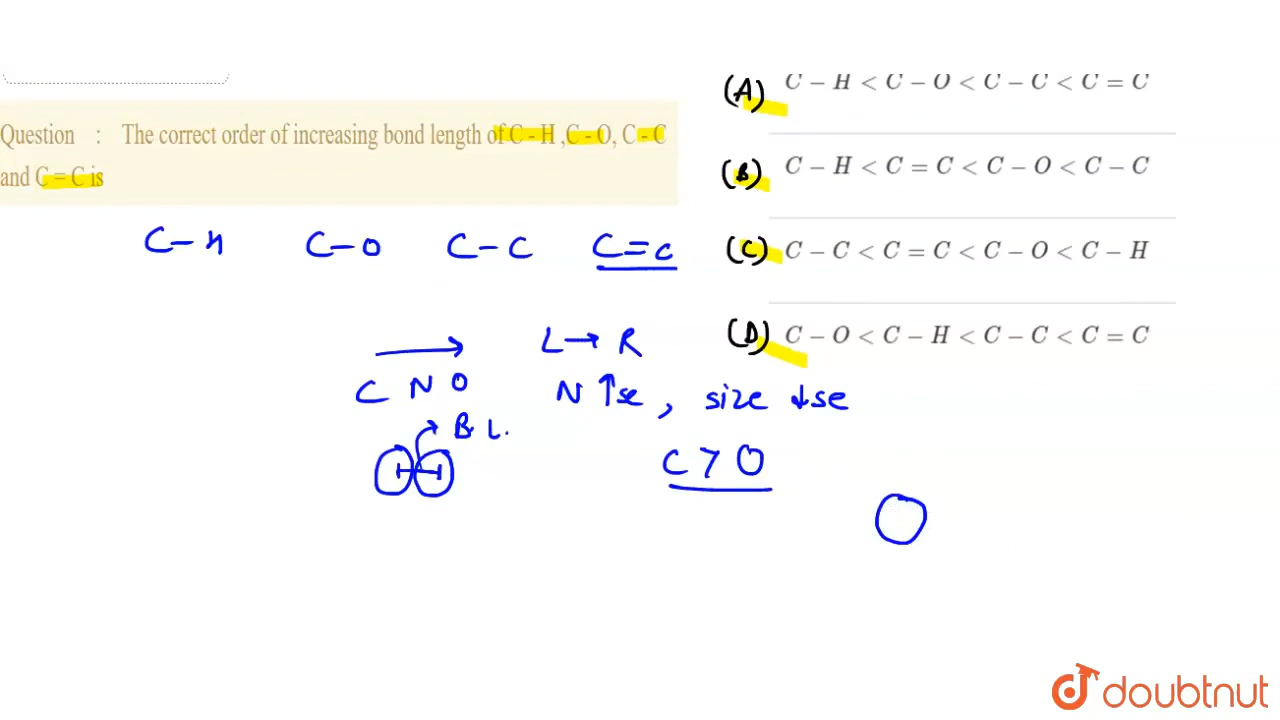 (A) C – H < C – O < C – C < C = C
Question : The correct order of increasing bond length of C - H ,C - O, C - C
and C = C is
(B) C – H < C = C < C – O < C – C
C – H C – O C – C C = C
(C) C – C < C = C < C – O < C – H
(D) C – O < C – H < C – C < C = C
L → R
C N O N ↑se, size ↓se
B L.
C > O
doubtnut